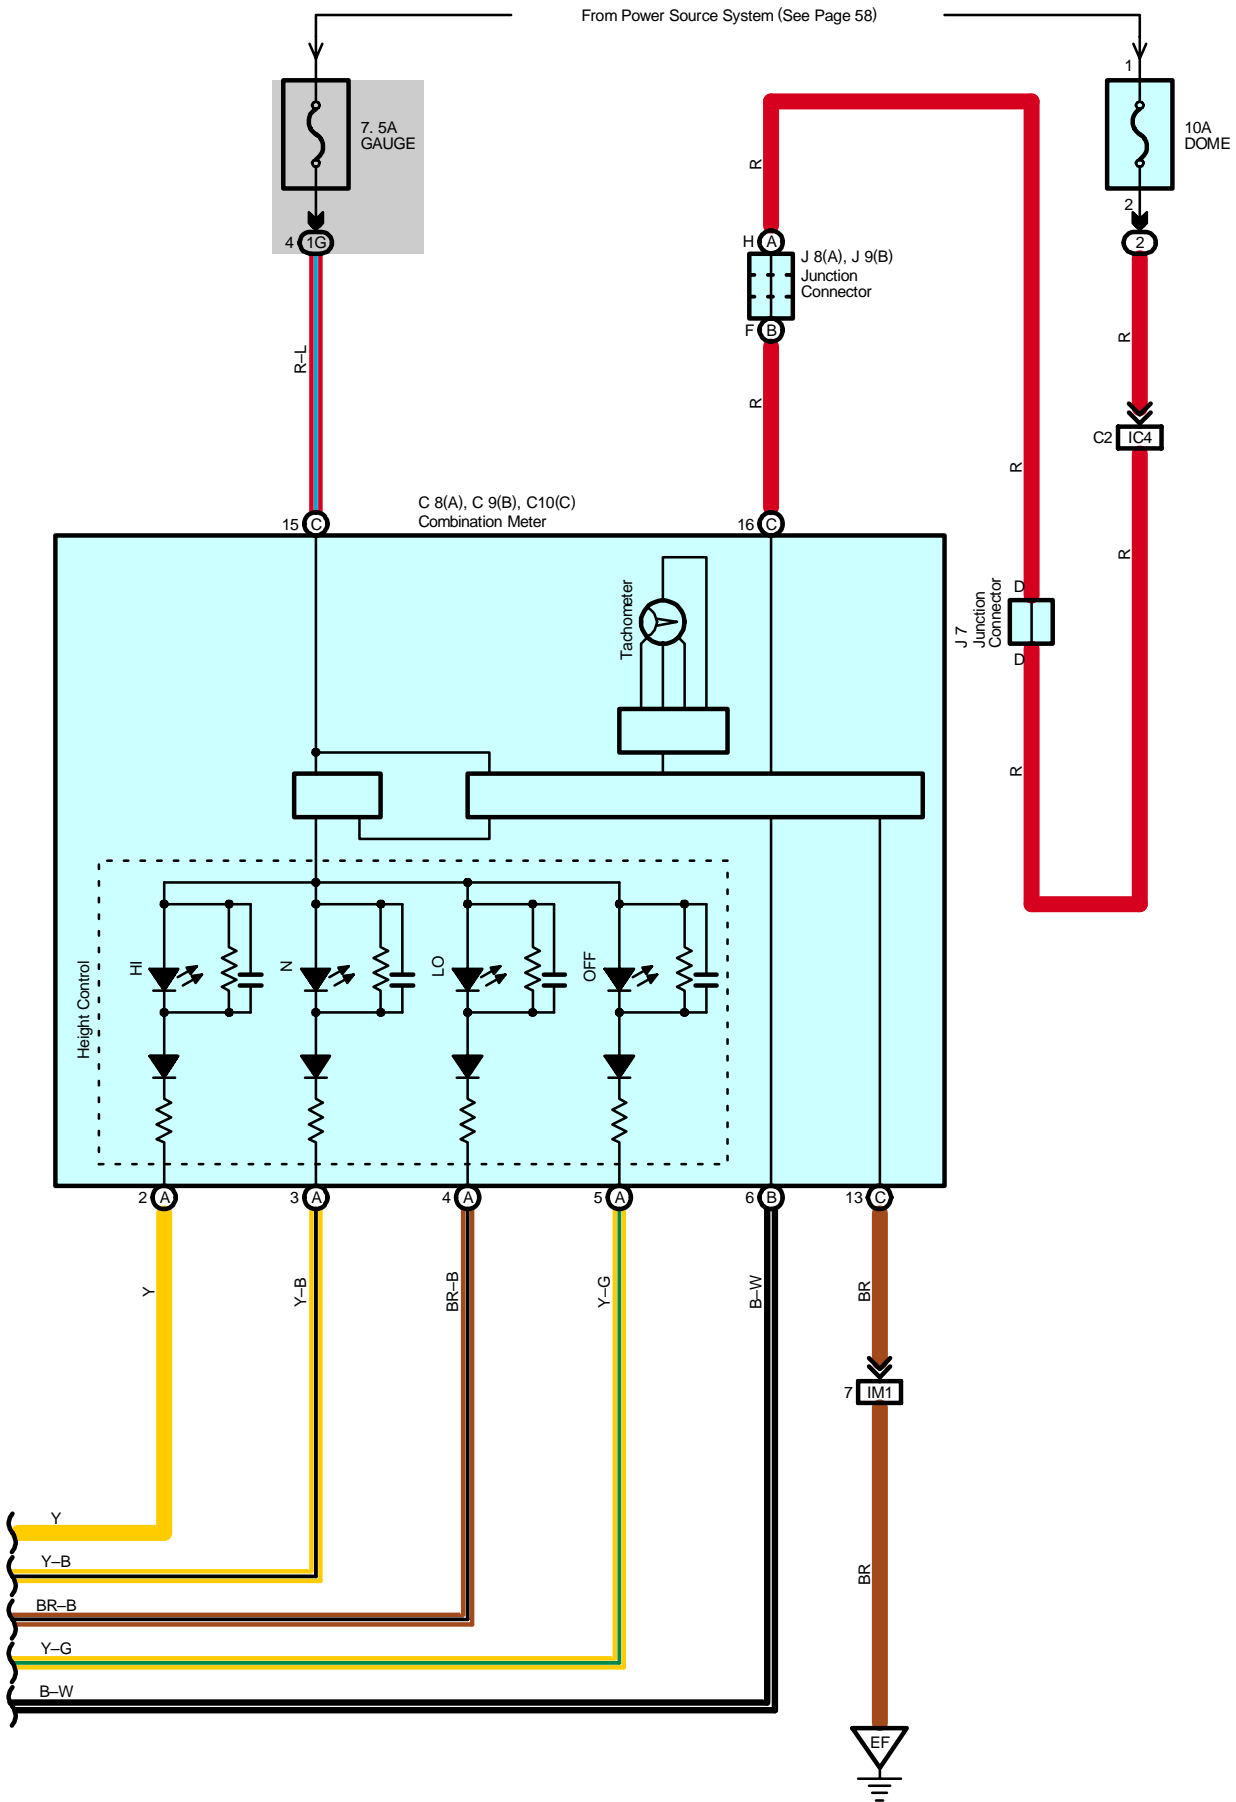 From Power Source System (See Page 58)
1
7. 5A
GAUGE
10A
DOME
R
2
4 1G
H A
2
J 8(A), J 9(B)
Junction
Connector
F B
R
R–L
R
C2 IC4
R
R
C 8(A), C 9(B), C10(C)
Combination Meter
15 C
16 C
Tachometer
D
J 7
Junction
Connector
D
R
Height Control
HI
N
LO
OFF
2 A
3 A
4 A
5 A
6 B
13 C
Y
Y–B
BR–B
Y–G
B–W
BR
7 IM1
Y
Y–B
BR
BR–B
Y–G
B–W
EF